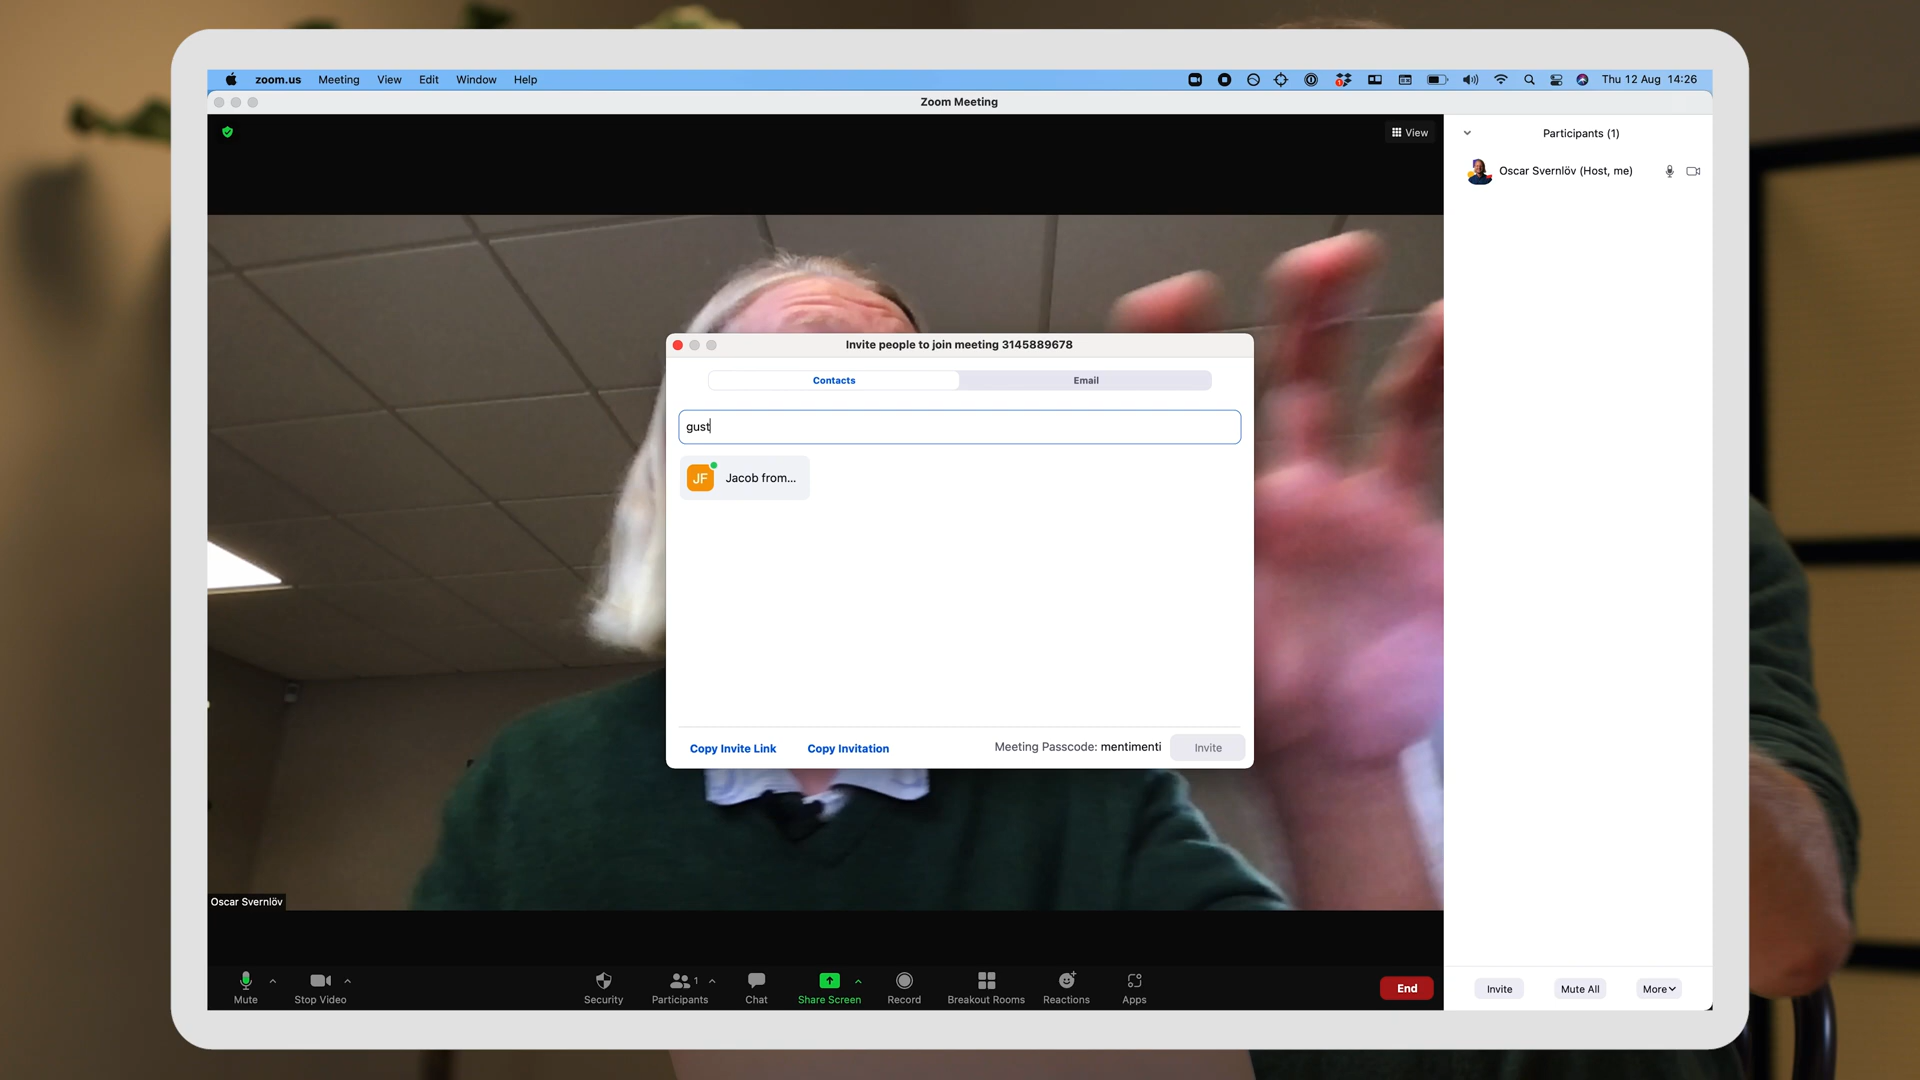 zoom.us Meeting View Edit Window Help Thu 12 Aug 14:26
Zoom Meeting
View
Participants (1)
Oscar Svernlöv (Host, me)
Invite people to join meeting 3145889678
Contacts Email
gust
JF Jacob from...
Copy Invite Link Copy Invitation Meeting Passcode: mentimenti Invite
Oscar Svernlöv
Mute Stop Video Security Participants 1 Chat Share Screen Record Breakout Rooms Reactions Apps End
Invite Mute All More